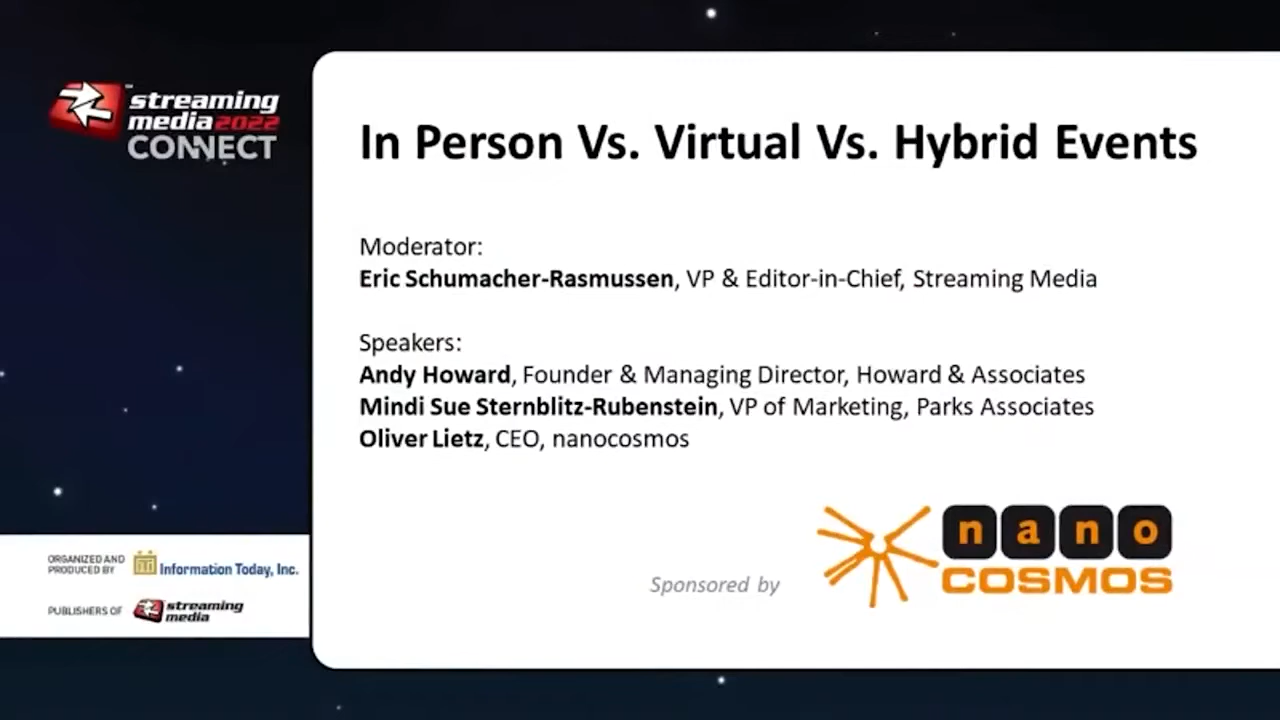 streaming
media 2022
CONNECT
In Person Vs. Virtual Vs. Hybrid Events
Moderator:
Eric Schumacher-Rasmussen, VP & Editor-in-Chief, Streaming Media
Speakers:
Andy Howard, Founder & Managing Director, Howard & Associates
Mindi Sue Sternblitz-Rubenstein, VP of Marketing, Parks Associates
Oliver Lietz, CEO, nanocosmos
Sponsored by
nano
COSMOS
ORGANIZED AND
PRODUCED BY
Information Today, Inc.
PUBLISHERS OF
streaming
media